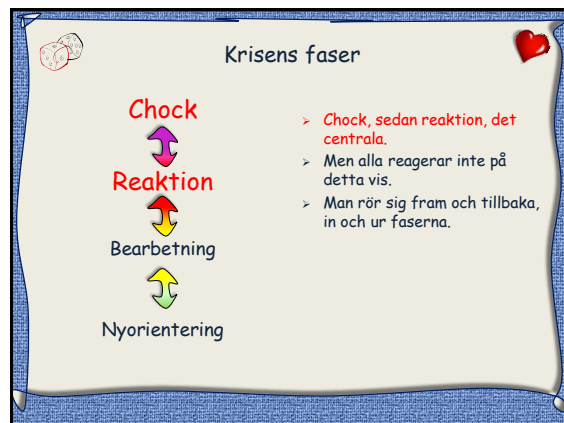 Krisens faser
Chock
Reaktion
Bearbetning
Nyorientering
➢ Chock, sedan reaktion, det
centrala.
➢ Men alla reagerar inte på
detta vis.
➢ Man rör sig fram och tillbaka,
in och ur faserna.